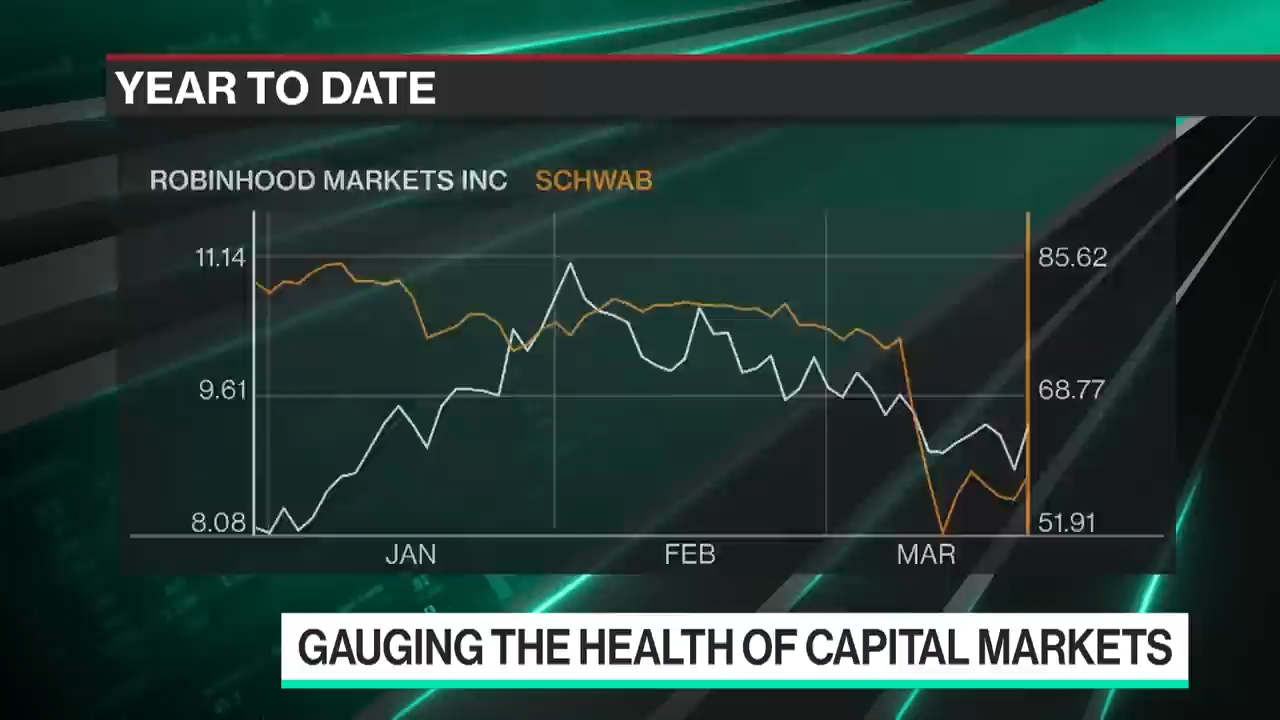 YEAR TO DATE
ROBINHOOD MARKETS INC SCHWAB
11.14 85.62
9.61 68.77
8.08 51.91
JAN FEB MAR
GAUGING THE HEALTH OF CAPITAL MARKETS